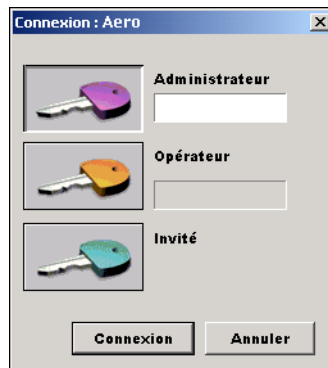 Connexion : Aero
Administrateur
Opérateur
Invité
Connexion Annuler